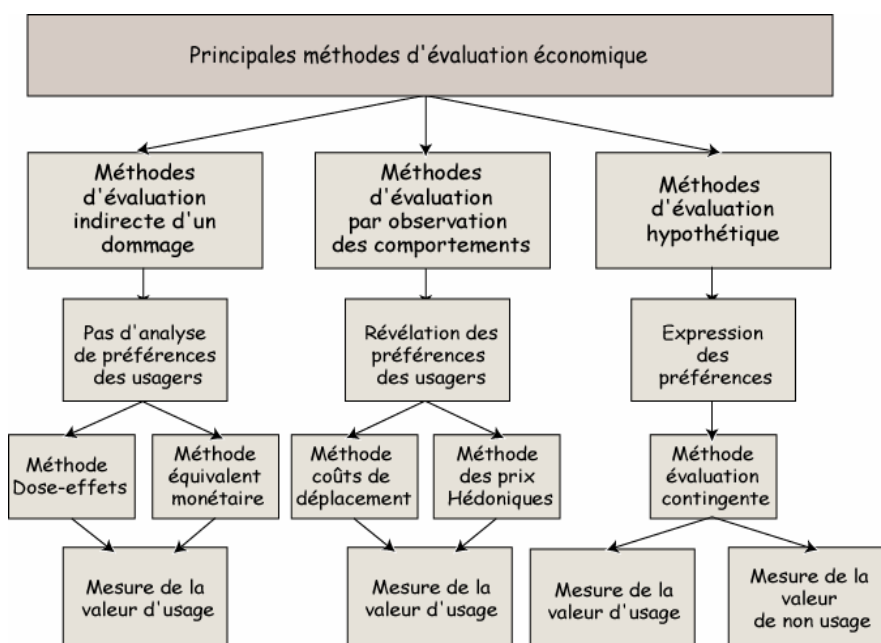 Principales méthodes d'évaluation économique
Méthodes
d'évaluation
indirecte d'un
dommage
Méthodes
d'évaluation
par observation
des comportements
Méthodes
d'évaluation
hypothétique
Pas d'analyse
de préférences
des usagers
Révélation des
préférences
des usagers
Expression
des
préférences
Méthode
Dose-effets
Méthode
équivalent
monétaire
Méthode
coûts de
déplacement
Méthode
des prix
Hédoniques
Méthode
évaluation
contingente
Mesure de la
valeur d'usage
Mesure de la
valeur d'usage
Mesure de la
valeur d'usage
Mesure de la
valeur
de non usage